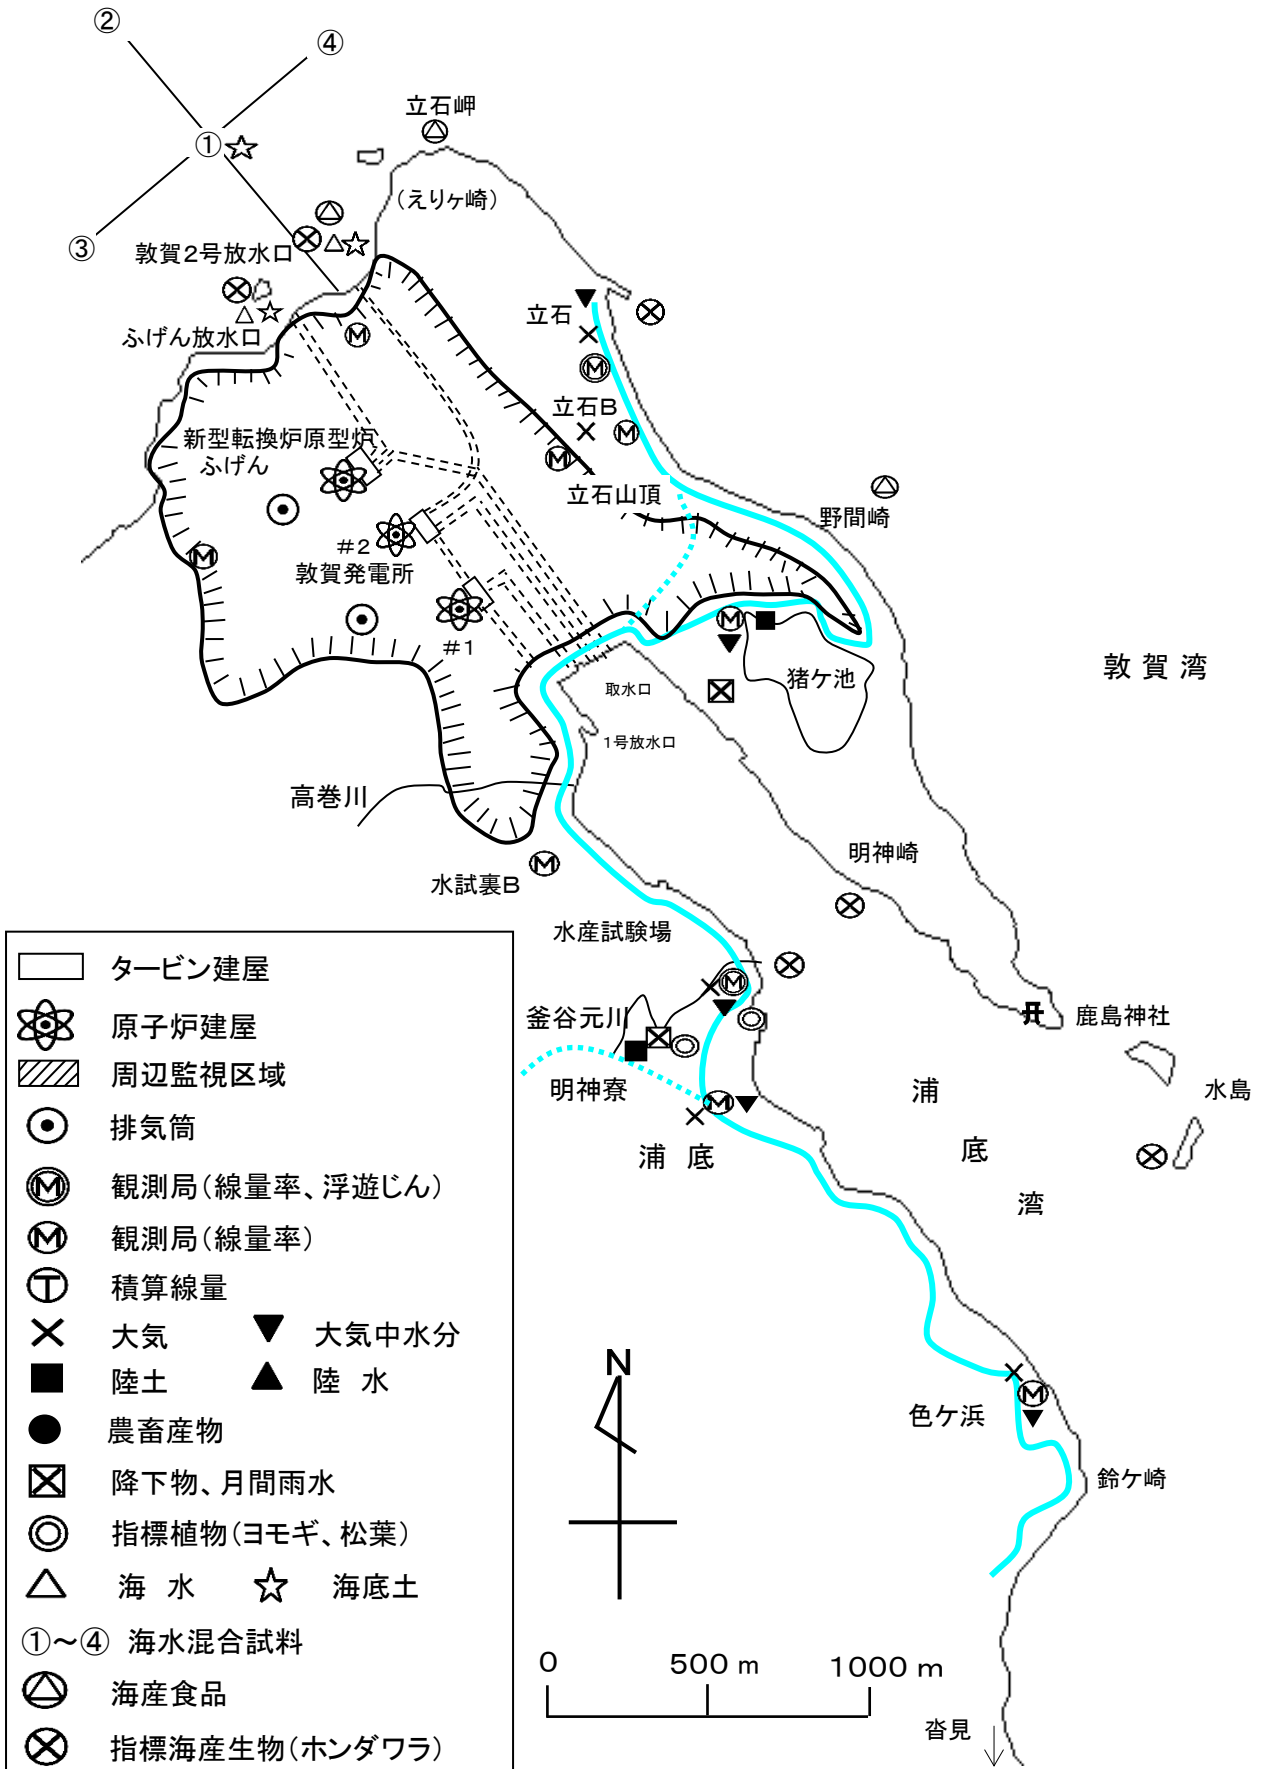 ②
④
立石岬
①
(えりヶ崎)
③
敦賀2号放水口
立石
ふげん放水口
立石B
新型転換炉原型炉
ふげん
立石山頂
野間崎
#2
敦賀発電所
#1
猪ケ池
敦賀湾
取水口
1号放水口
高巻川
明神崎
水試裏B
水産試験場
釜谷元川
鹿島神社
明神寮
浦底湾
水島
浦底
色ケ浜
鈴ケ崎
沓見
タービン建屋
原子炉建屋
周辺監視区域
排気筒
M 観測局(線量率、浮遊じん)
M 観測局(線量率)
T 積算線量
大気 大気中水分
陸土 陸水
農畜産物
降下物、月間雨水
指標植物(ヨモギ、松葉)
海水 海底土
①～④ 海水混合試料
海産食品
指標海産生物(ホンダワラ)
N
0 500 m 1000 m